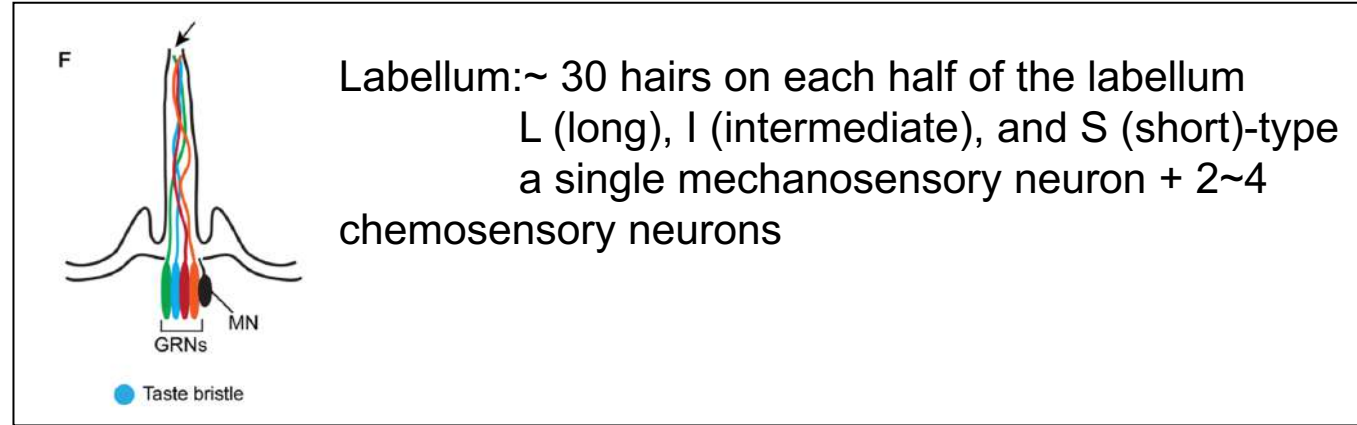 F
Labellum:~ 30 hairs on each half of the labellum
L (long), I (intermediate), and S (short)-type
a single mechanosensory neuron + 2~4
chemosensory neurons
MN
GRNs
Taste bristle